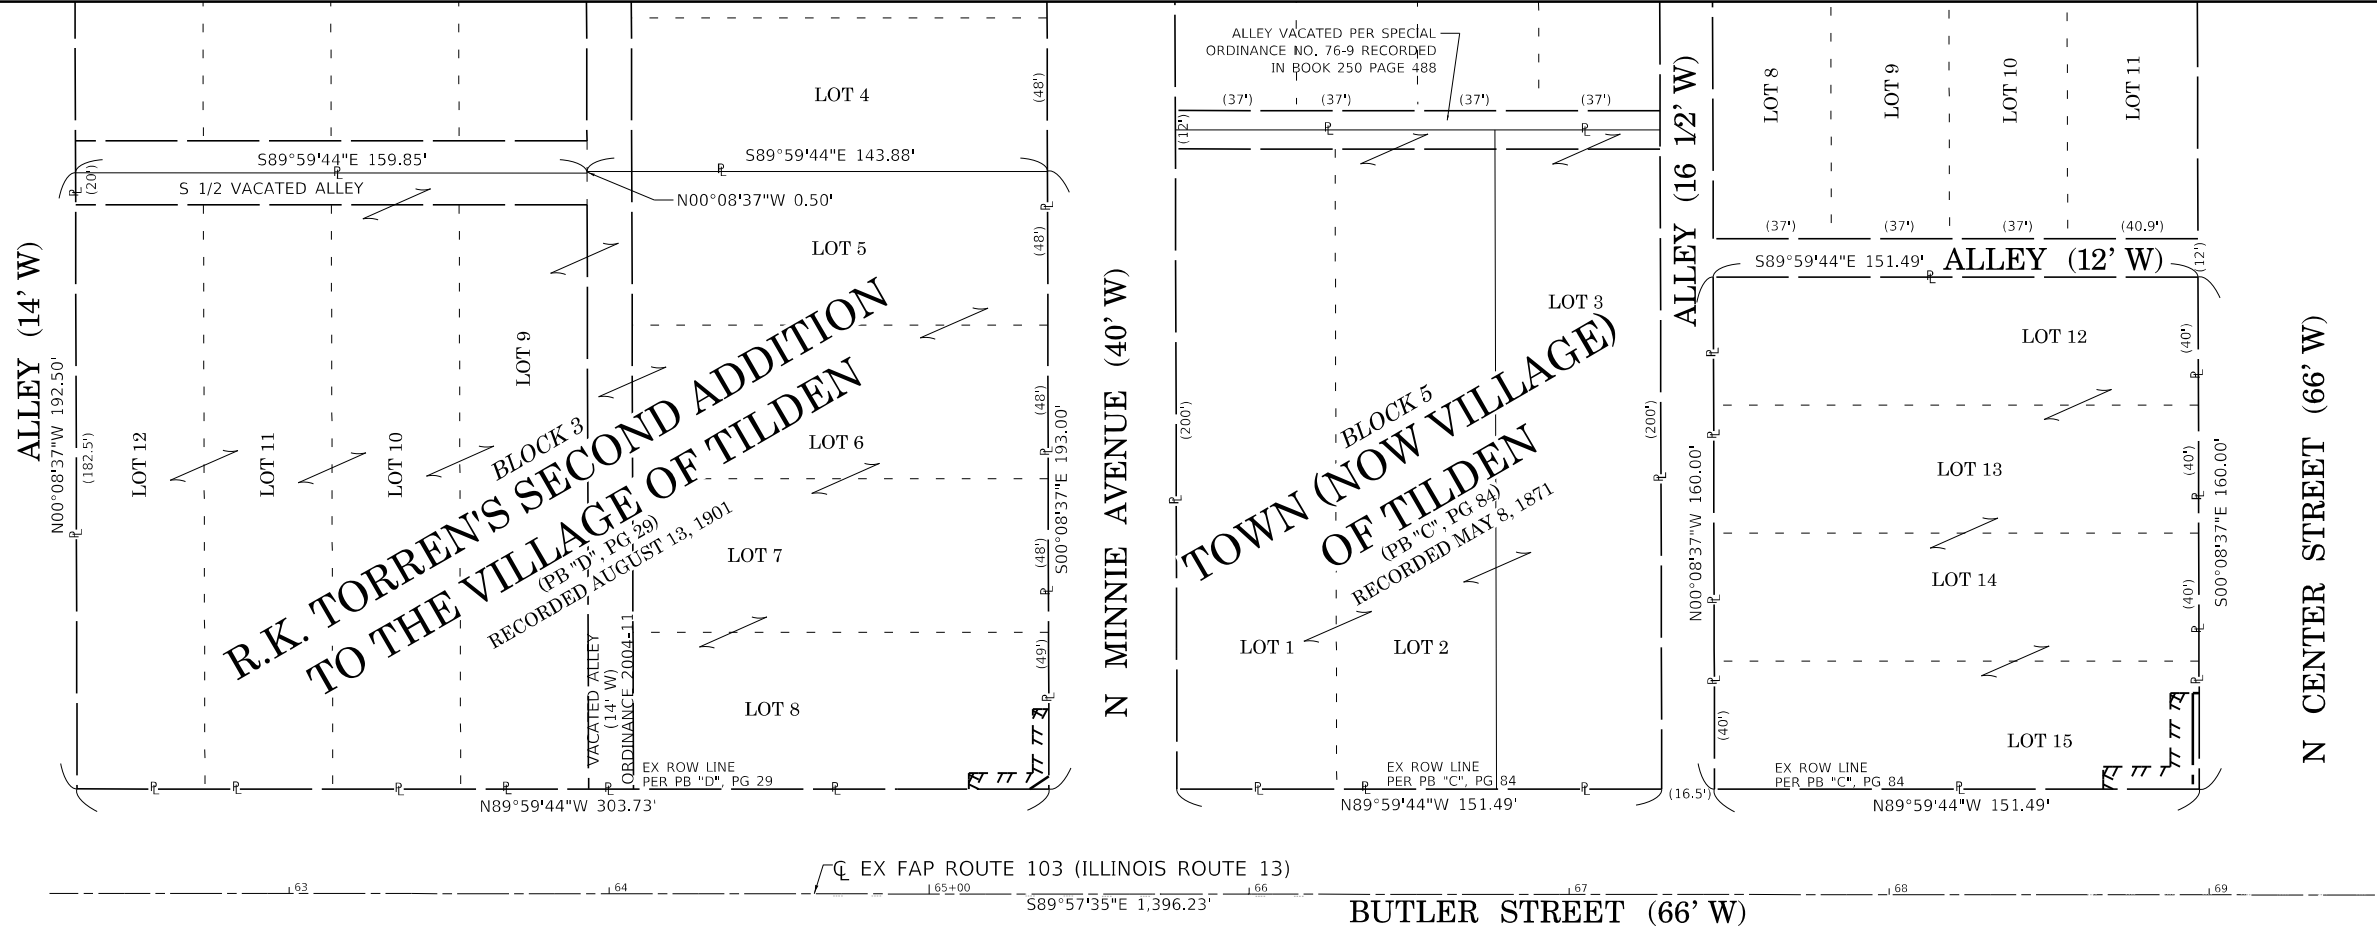 ALLEY VACATED PER SPECIAL
ORDINANCE NO. 76-9 RECORDED
IN BOOK 250 PAGE 488
LOT 4
(48')
(37')
(37')
(37')
(37')
(12')
ALLEY (16 1/2' W)
LOT 8
LOT 9
LOT 10
LOT 11
S89°59'44"E 159.85'
S89°59'44"E 143.88'
(20')
S 1/2 VACATED ALLEY
N00°08'37"W 0.50'
LOT 5
(48')
(37')
(37')
(37')
(40.9')
S89°59'44"E 151.49'
ALLEY (12' W)
(12')
ALLEY (14' W)
N00°08'37"W 192.50'
(182.5')
LOT 12
LOT 11
LOT 10
LOT 9
BLOCK 3
R.K. TORREN'S SECOND ADDITION
TO THE VILLAGE OF TILDEN
(PB "D", PG 29)
RECORDED AUGUST 13, 1901
LOT 6
(48')
LOT 7
(48')
S00°08'37"E 193.00'
(49')
LOT 8
VACATED ALLEY
(14' W)
ORDINANCE 2004-11
EX ROW LINE
PER PB "D", PG 29
N89°59'44"W 303.73'
N MINNIE AVENUE (40' W)
(200')
LOT 3
BLOCK 5
TOWN (NOW VILLAGE)
OF TILDEN
(PB "C", PG 84)
RECORDED MAY 8, 1871
(200')
LOT 1
LOT 2
EX ROW LINE
PER PB "C", PG 84
N89°59'44"W 151.49'
(16.5')
N00°08'37"W 160.00'
LOT 12
(40')
LOT 13
(40')
LOT 14
(40')
S00°08'37"E 160.00'
(40')
LOT 15
EX ROW LINE
PER PB "C", PG 84
N89°59'44"W 151.49'
N CENTER STREET (66' W)
℄ EX FAP ROUTE 103 (ILLINOIS ROUTE 13)
63
64
65+00
66
67
68
69
S89°57'35"E 1,396.23'
BUTLER STREET (66' W)